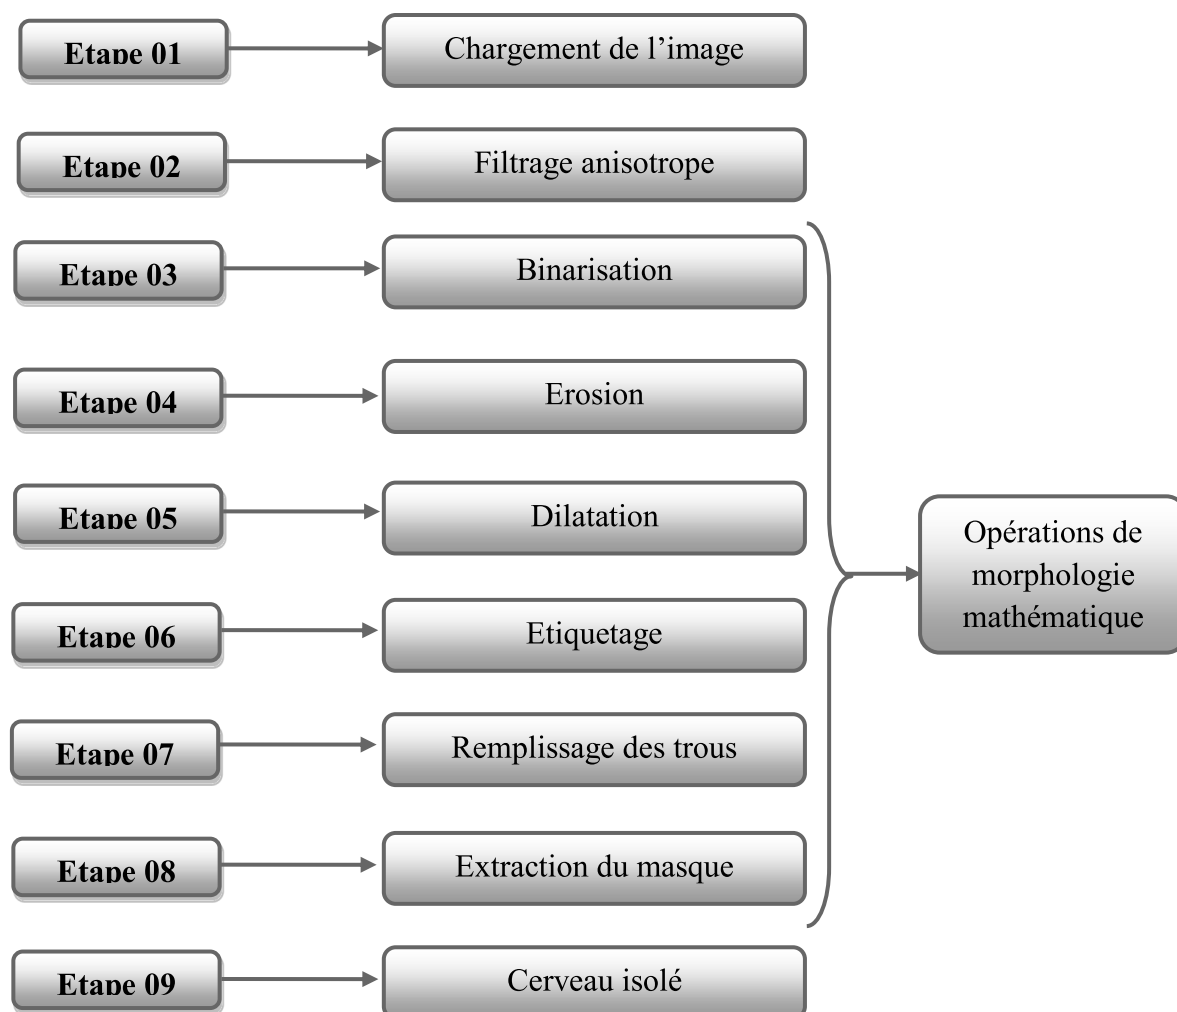 Etape 01
Chargement de l’image
Etape 02
Filtrage anisotrope
Etape 03
Binarisation
Etape 04
Erosion
Etape 05
Dilatation
Etape 06
Etiquetage
Etape 07
Remplissage des trous
Etape 08
Extraction du masque
Etape 09
Cerveau isolé
Opérations de
morphologie
mathématique